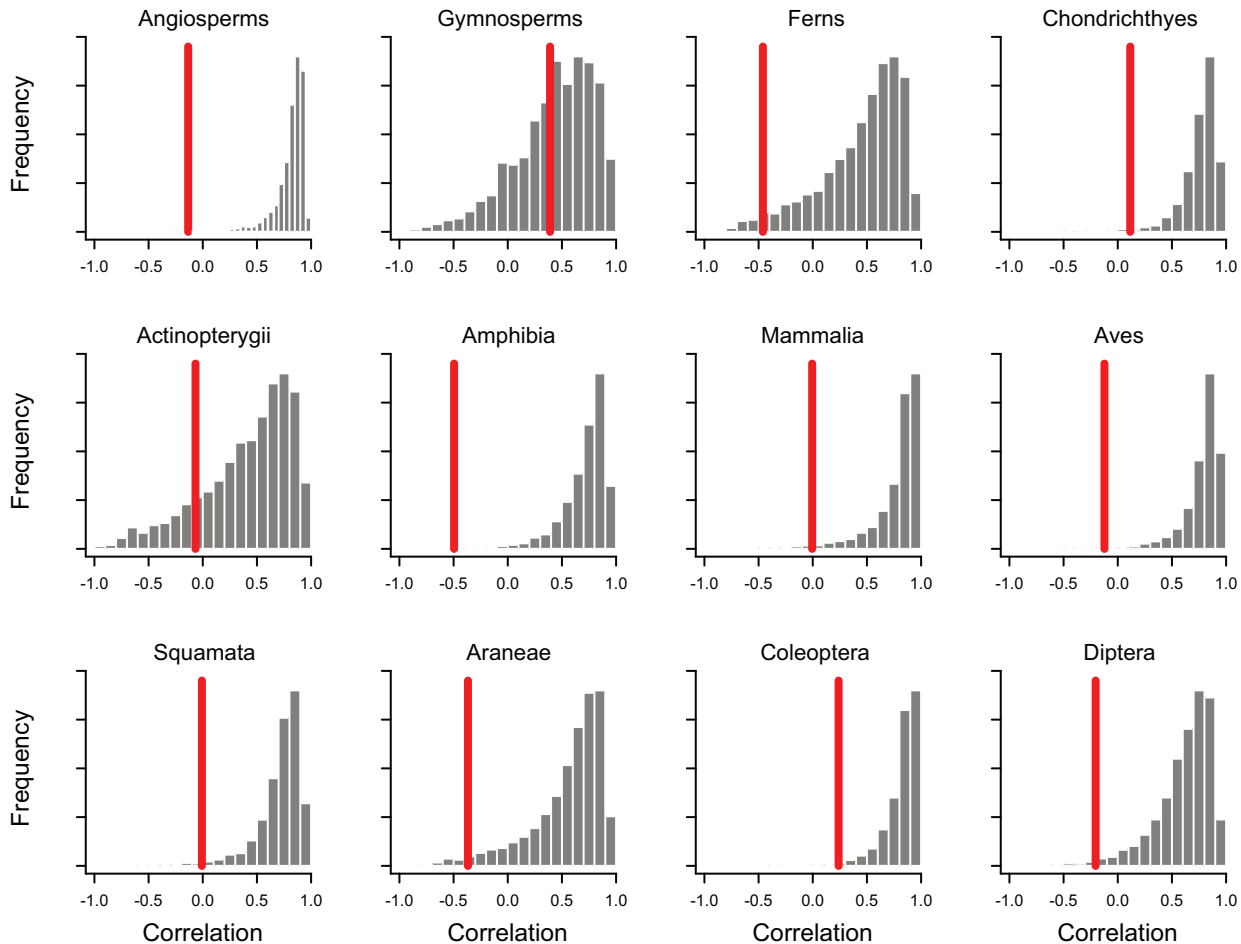 Angiosperms Gymnosperms Ferns Chondrichthyes
Frequency
-1.0 -0.5 0.0 0.5 1.0 -1.0 -0.5 0.0 0.5 1.0 -1.0 -0.5 0.0 0.5 1.0 -1.0 -0.5 0.0 0.5 1.0
Actinopterygii Amphibia Mammalia Aves
Frequency
-1.0 -0.5 0.0 0.5 1.0 -1.0 -0.5 0.0 0.5 1.0 -1.0 -0.5 0.0 0.5 1.0 -1.0 -0.5 0.0 0.5 1.0
Squamata Araneae Coleoptera Diptera
Frequency
-1.0 -0.5 0.0 0.5 1.0 -1.0 -0.5 0.0 0.5 1.0 -1.0 -0.5 0.0 0.5 1.0 -1.0 -0.5 0.0 0.5 1.0
Correlation Correlation Correlation Correlation